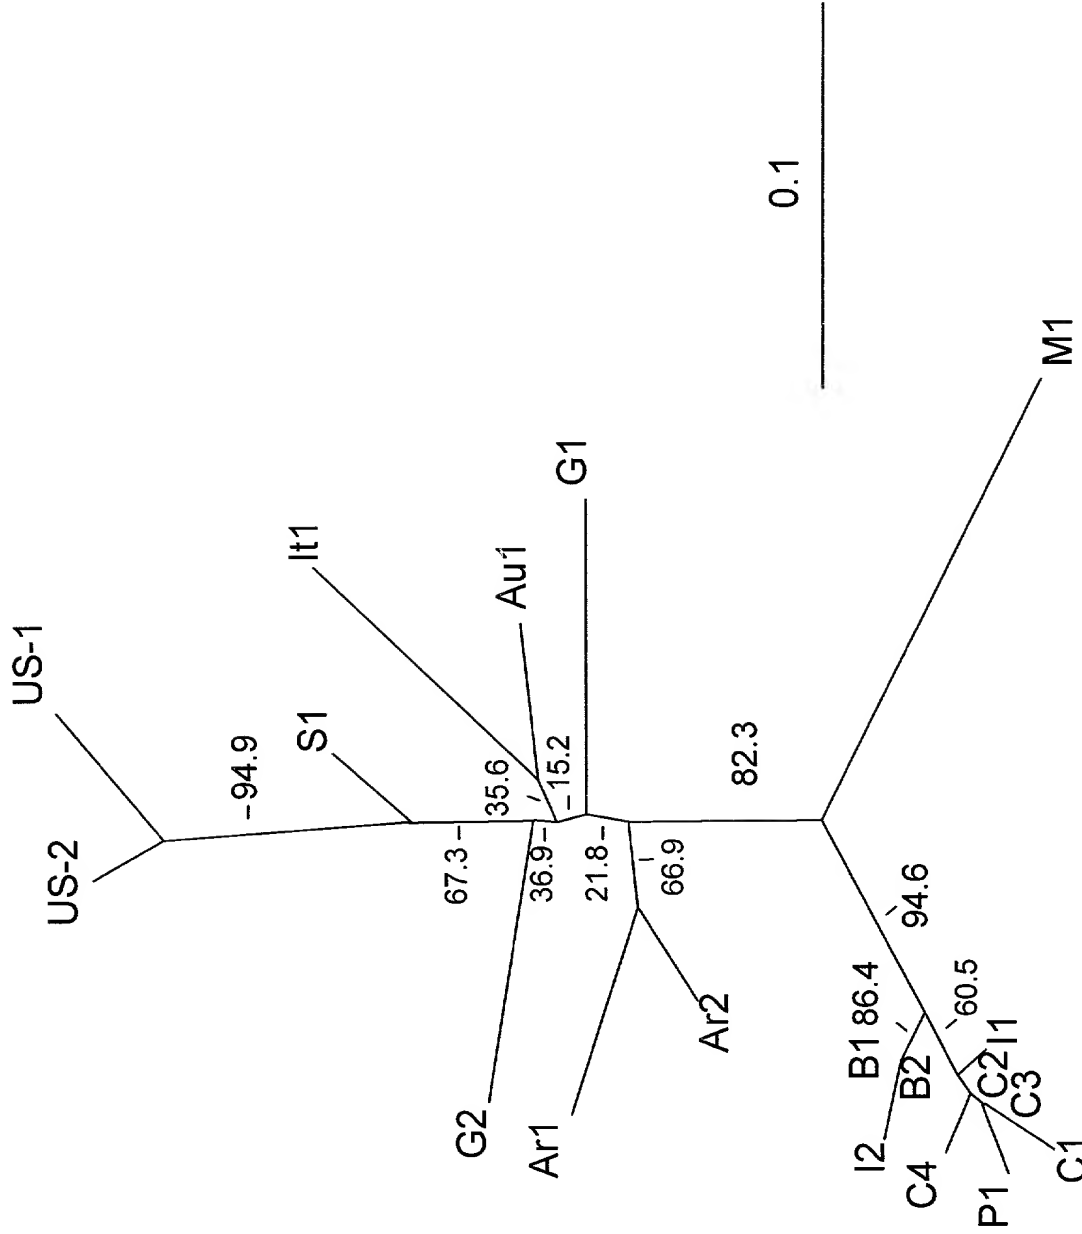 US-1
US-2
94.9
S1
It1
Au1
G1
67.3
35.6
15.2
36.9
21.8
66.9
82.3
G2
Ar1
Ar2
0.1
M1
94.6
B1
86.4
B2
60.5
I2
C4
P1
C1
C2
I1
C3